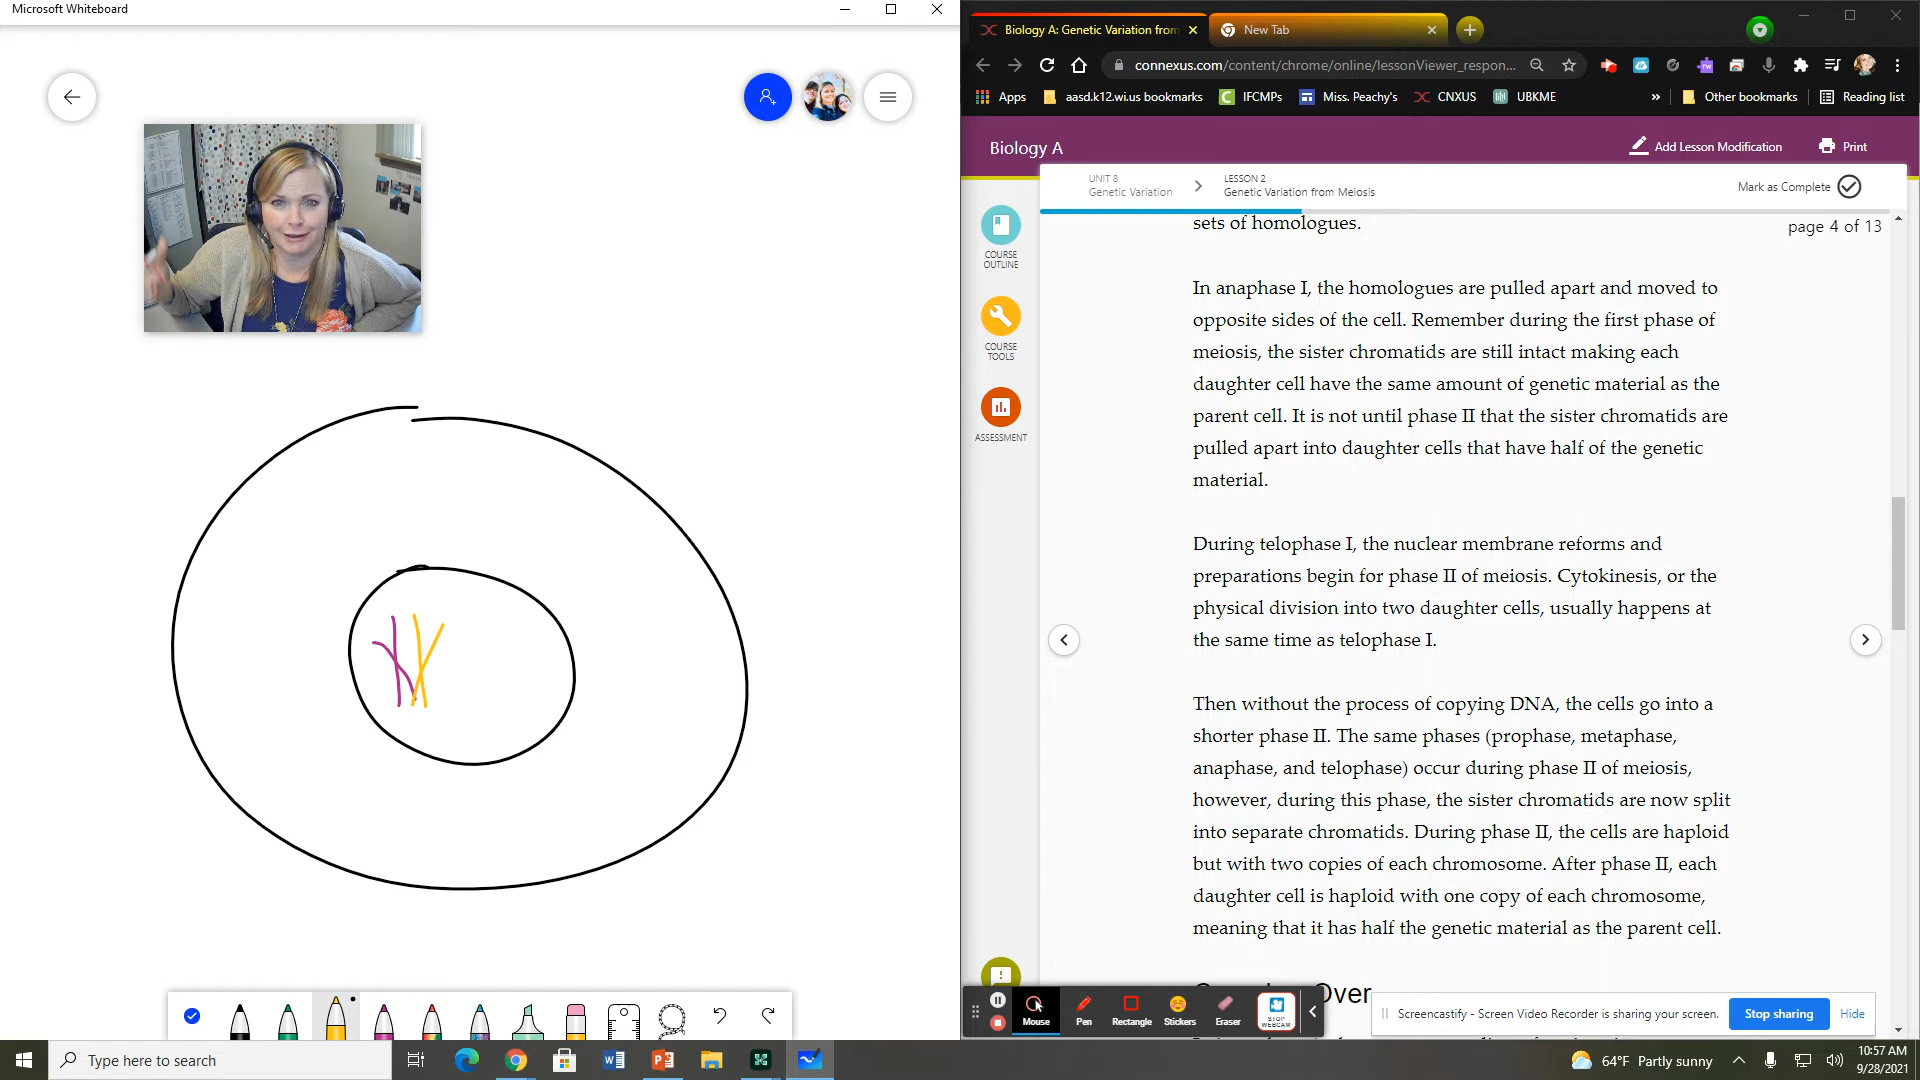 Microsoft Whiteboard
Biology A: Genetic Variation from
New Tab
connexus.com/content/chrome/online/lessonViewer_respon...
Apps
aasd.k12.wi.us bookmarks
IFCMPs
Miss. Peachy's
CNXUS
UBKME
»
Other bookmarks
Reading list
Biology A
Add Lesson Modification
Print
UNIT 8
Genetic Variation
LESSON 2
Genetic Variation from Meiosis
Mark as Complete
page 4 of 13
COURSE
OUTLINE
COURSE
TOOLS
ASSESSMENT
sets of homologues.
In anaphase I, the homologues are pulled apart and moved to
opposite sides of the cell. Remember during the first phase of
meiosis, the sister chromatids are still intact making each
daughter cell have the same amount of genetic material as the
parent cell. It is not until phase II that the sister chromatids are
pulled apart into daughter cells that have half of the genetic
material.
During telophase I, the nuclear membrane reforms and
preparations begin for phase II of meiosis. Cytokinesis, or the
physical division into two daughter cells, usually happens at
the same time as telophase I.
Then without the process of copying DNA, the cells go into a
shorter phase II. The same phases (prophase, metaphase,
anaphase, and telophase) occur during phase II of meiosis,
however, during this phase, the sister chromatids are now split
into separate chromatids. During phase II, the cells are haploid
but with two copies of each chromosome. After phase II, each
daughter cell is haploid with one copy of each chromosome,
meaning that it has half the genetic material as the parent cell.
Over
Mouse
Pen
Rectangle
Stickers
Eraser
STOP
WEBCAM
Screencastify - Screen Video Recorder is sharing your screen.
Stop sharing
Hide
Type here to search
64°F Partly sunny
10:57 AM
9/28/2021